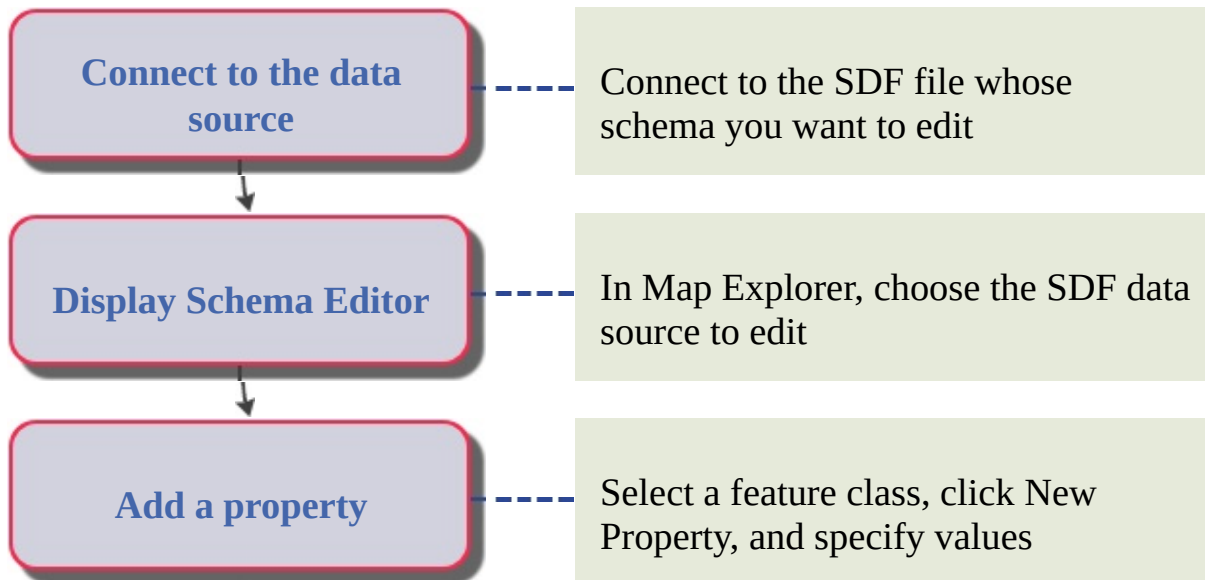 Connect to the data
source
Connect to the SDF file whose
schema you want to edit
Display Schema Editor
In Map Explorer, choose the SDF data
source to edit
Add a property
Select a feature class, click New
Property, and specify values